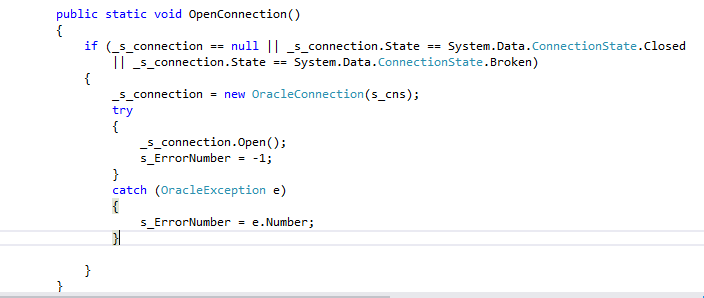 public static void OpenConnection()
{
if (_s_connection == null || _s_connection.State == System.Data.ConnectionState.Closed
|| _s_connection.State == System.Data.ConnectionState.Broken)
{
_s_connection = new OracleConnection(s_cns);
try
{
_s_connection.Open();
s_ErrorNumber = -1;
}
catch (OracleException e)
{
s_ErrorNumber = e.Number;
}
}
}